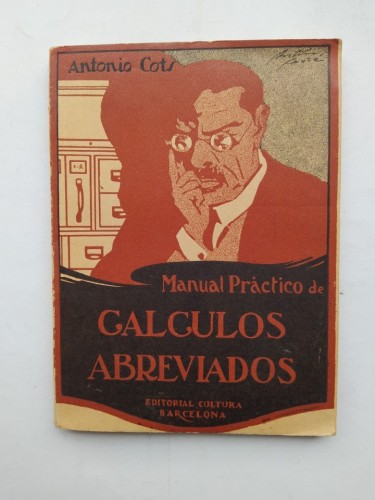 Antonio Cots
Manual Práctico de
CALCULOS
ABREVIADOS
EDITORIAL CULTURA
BARCELONA